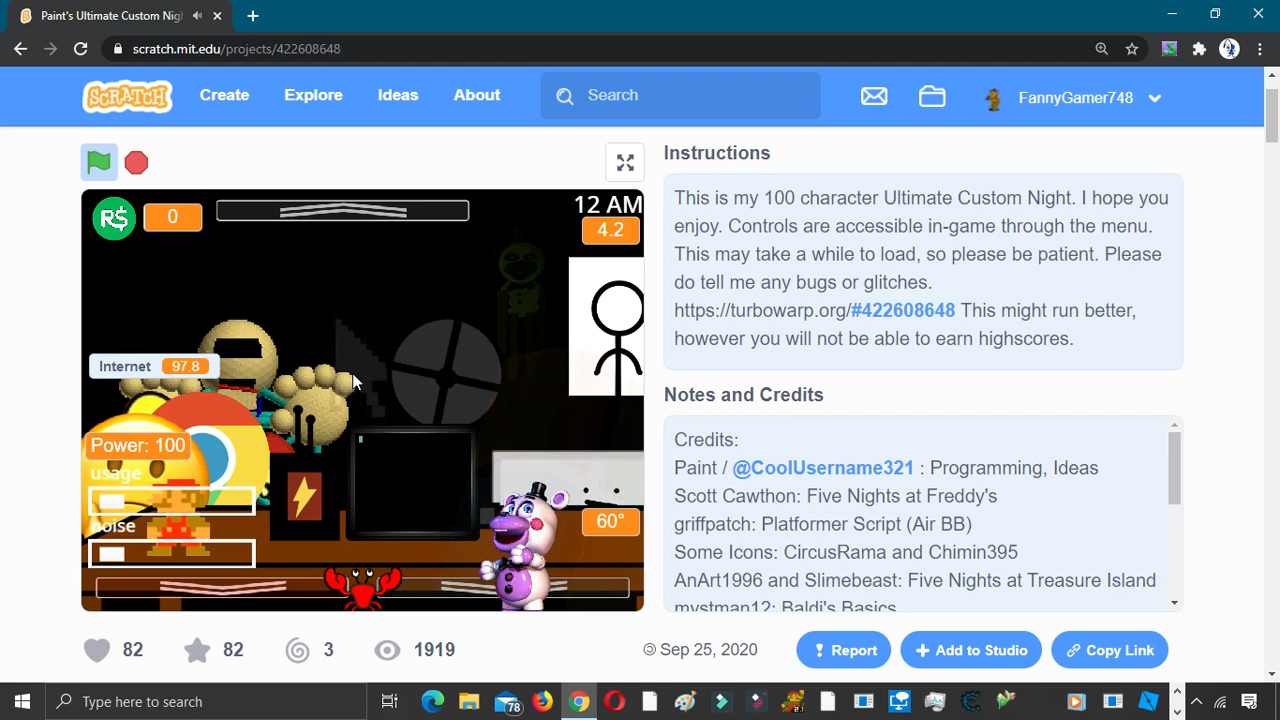 Paint's Ultimate Custom Nig
scratch.mit.edu/projects/422608648
SCRATCH
Create
Explore
Ideas
About
Search
FannyGamer748
R$
0
12 AM
4.2
Internet 97.8
Power: 100
usage
noise
60°
Instructions
This is my 100 character Ultimate Custom Night. I hope you
enjoy. Controls are accessible in-game through the menu.
This may take a while to load, so please be patient. Please
do tell me any bugs or glitches.
https://turbowarp.org/#422608648 This might run better,
however you will not be able to earn highscores.
Notes and Credits
Credits:
Paint / @CoolUsername321 : Programming, Ideas
Scott Cawthon: Five Nights at Freddy's
griffpatch: Platformer Script (Air BB)
Some Icons: CircusRama and Chimin395
AnArt1996 and Slimebeast: Five Nights at Treasure Island
mystman12: Baldi's Basics
82
82
3
1919
© Sep 25, 2020
Report
Add to Studio
Copy Link
Type here to search
78
2.1